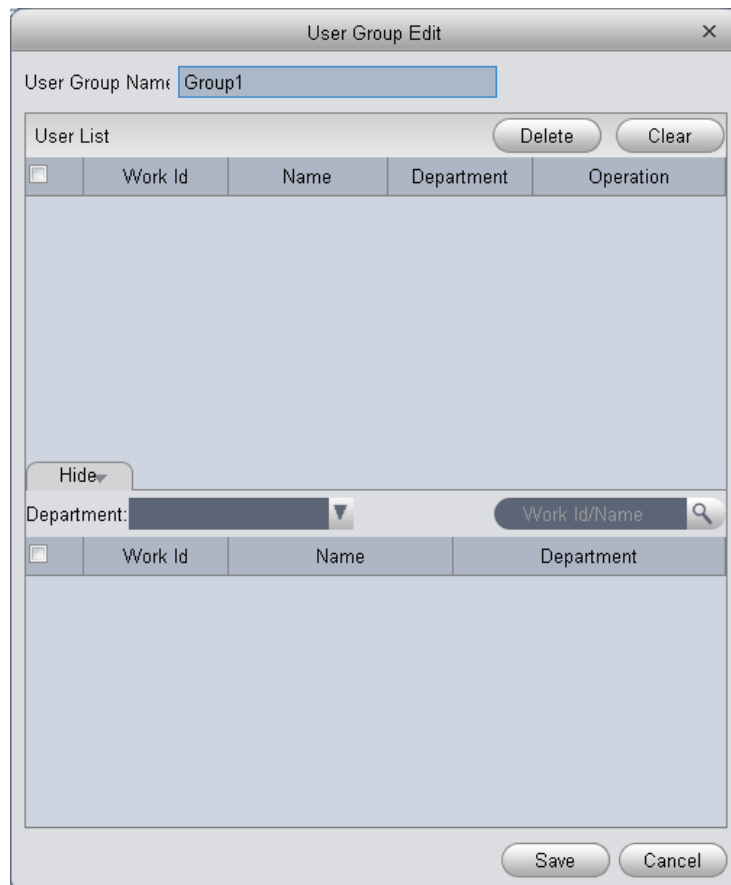 User Group Edit
User Group Name Group1
User List Delete Clear
Work Id Name Department Operation
Hide
Department: Work Id/Name
Work Id Name Department
Save Cancel